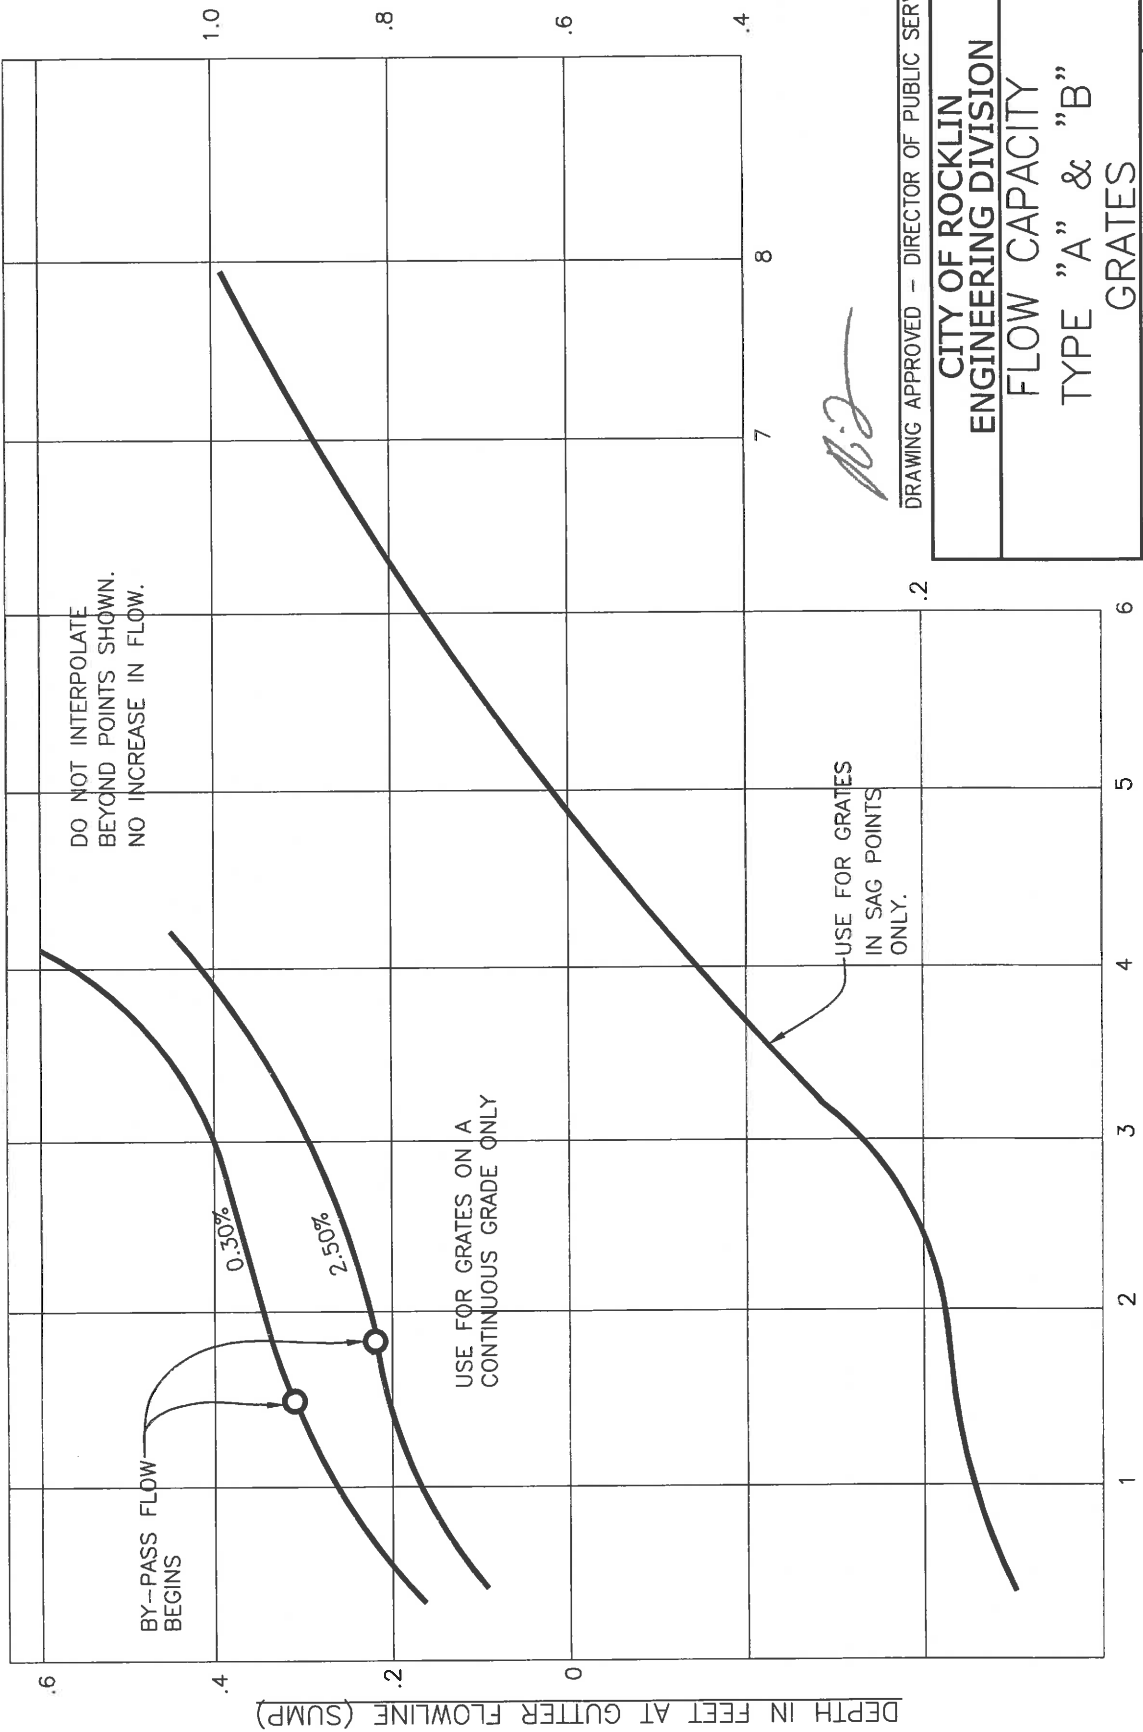 DO NOT INTERPOLATE
BEYOND POINTS SHOWN.
NO INCREASE IN FLOW.
BY-PASS FLOW
BEGINS
0.30%
2.50%
USE FOR GRATES ON A
CONTINUOUS GRADE ONLY
USE FOR GRATES
IN SAG POINTS
ONLY.
DEPTH IN FEET AT GUTTER FLOWLINE (SUMP)
.6
.4
.2
0
1.0
.8
.6
.4
.2
1
2
3
4
5
6
7
8
DRAWING APPROVED - DIRECTOR OF PUBLIC SERV
CITY OF ROCKLIN
ENGINEERING DIVISION
FLOW CAPACITY
TYPE "A" & "B"
GRATES